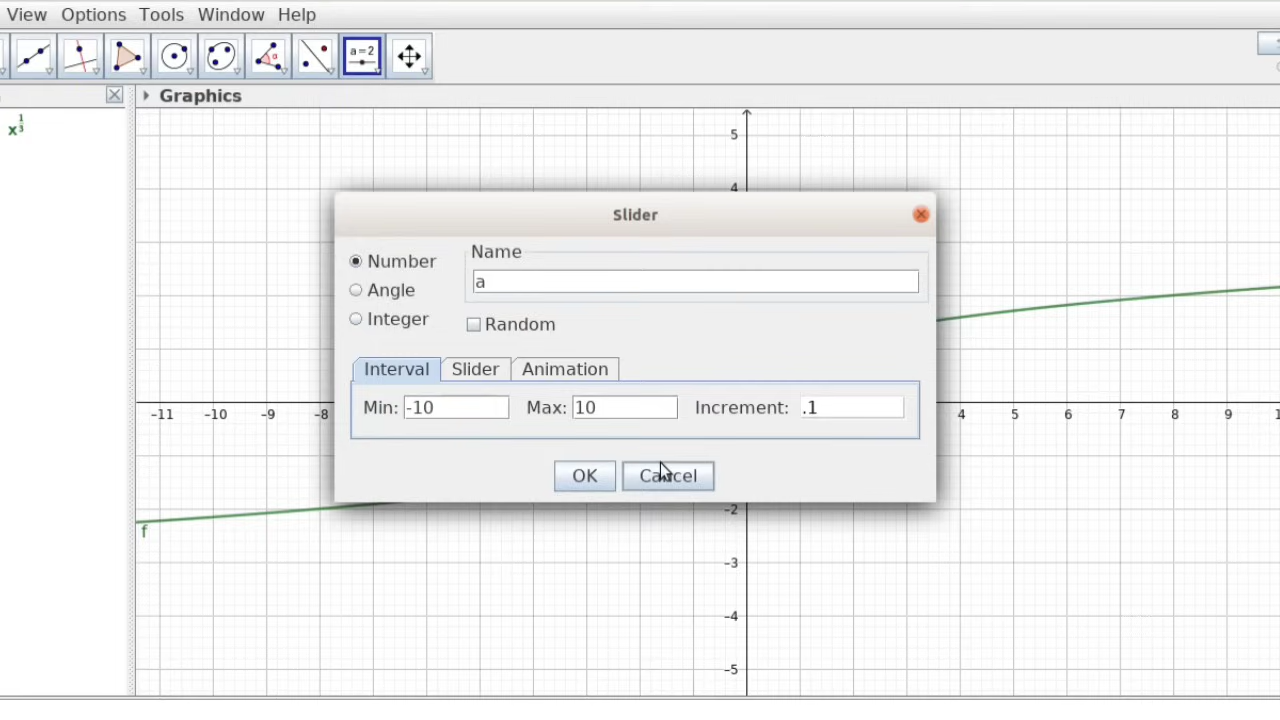 View Options Tools Window Help
a=2
Graphics
x^1/3
5
4
Slider
Number
Name
a
Angle
Integer
Random
Interval Slider Animation
Min: -10 Max: 10 Increment: .1
-11 -10 -9 -8 4 5 6 7 8 9
OK Cancel
-2
f
-3
-4
-5